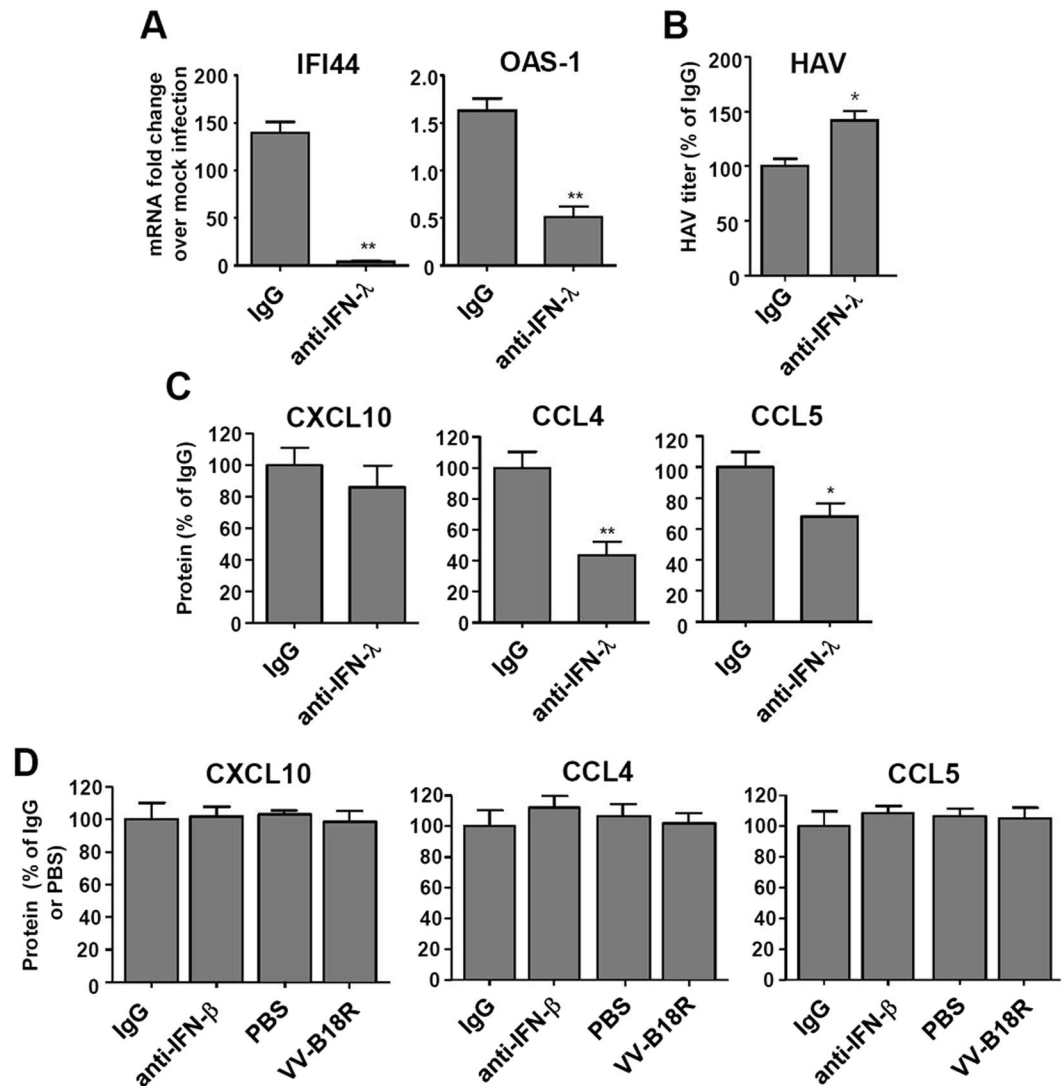 A
IFI44
OAS-1
mRNA fold change
over mock infection
200
150
100
50
0
2.0
1.5
1.0
0.5
0
**
**
IgG
anti-IFN-λ
IgG
anti-IFN-λ
B
HAV
HAV titer (% of IgG)
200
150
100
50
0
*
IgG
anti-IFN-λ
C
CXCL10
CCL4
CCL5
Protein (% of IgG)
120
100
80
60
40
20
0
120
100
80
60
40
20
0
**
120
100
80
60
40
20
0
*
IgG
anti-IFN-λ
IgG
anti-IFN-λ
IgG
anti-IFN-λ
D
CXCL10
CCL4
CCL5
Protein (% of IgG
or PBS)
120
100
80
60
40
20
0
120
100
80
60
40
20
0
120
100
80
60
40
20
0
IgG
anti-IFN-β
PBS
VV-B18R
IgG
anti-IFN-β
PBS
VV-B18R
IgG
anti-IFN-β
PBS
VV-B18R